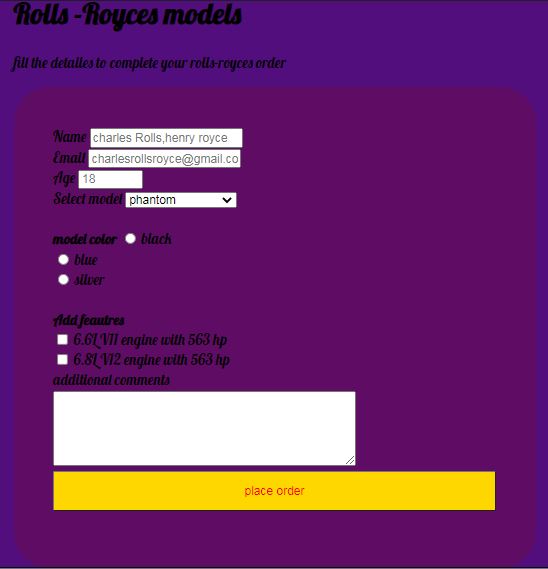 Rolls -Royces models
fill the detailes to complete your rolls-royces order
Name charles Rolls,henry royce
Email charlesrollsroyce@gmail.co
Age 18
Select model phantom
model color black
blue
silver
Add feautres
6.6L V11 engine with 563 hp
6.8L V12 engine with 563 hp
additional comments
place order